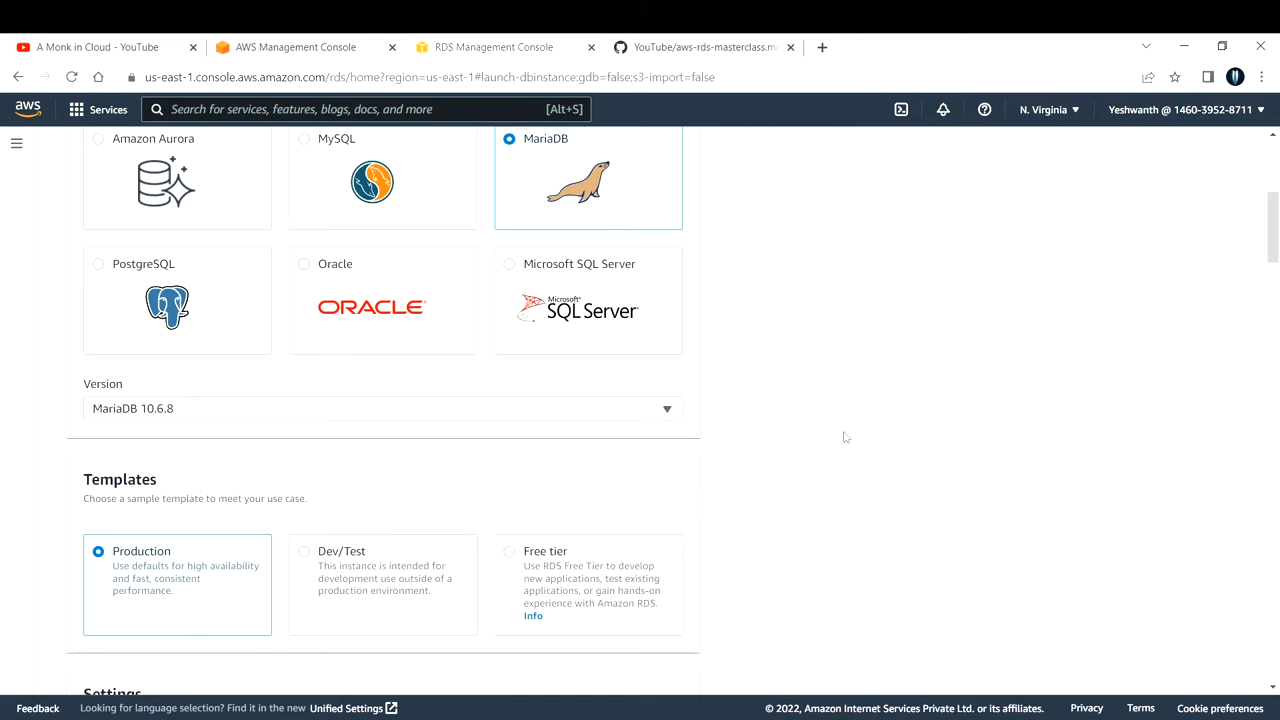 A Monk in Cloud - YouTube
AWS Management Console
RDS Management Console
YouTube/aws-rds-masterclass.m
us-east-1.console.aws.amazon.com/rds/home?region=us-east-1#launch-dbinstance:gdb=false;s3-import=false
aws
Services
Search for services, features, blogs, docs, and more
[Alt+S]
N. Virginia
Yeshwanth @ 1460-3952-8711
Amazon Aurora
MySQL
MariaDB
PostgreSQL
Oracle
Microsoft SQL Server
ORACLE
Microsoft
SQL Server
Version
MariaDB 10.6.8
Templates
Choose a sample template to meet your use case.
Production
Use defaults for high availability
and fast, consistent
performance.
Dev/Test
This instance is intended for
development use outside of a
production environment.
Free tier
Use RDS Free Tier to develop
new applications, test existing
applications, or gain hands-on
experience with Amazon RDS.
Info
Settings
Feedback
Looking for language selection? Find it in the new Unified Settings
© 2022, Amazon Internet Services Private Ltd. or its affiliates.
Privacy
Terms
Cookie preferences